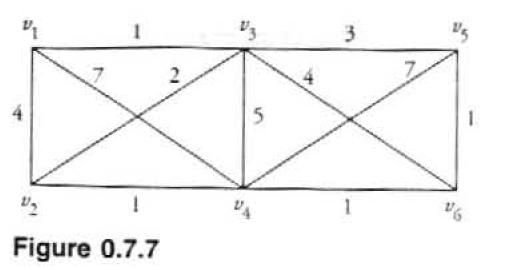 v₁ 1 v₃ 3 v₅
7 2 4 7
4 5 1
v₂ 1 v₄ 1 v₆
Figure 0.7.7